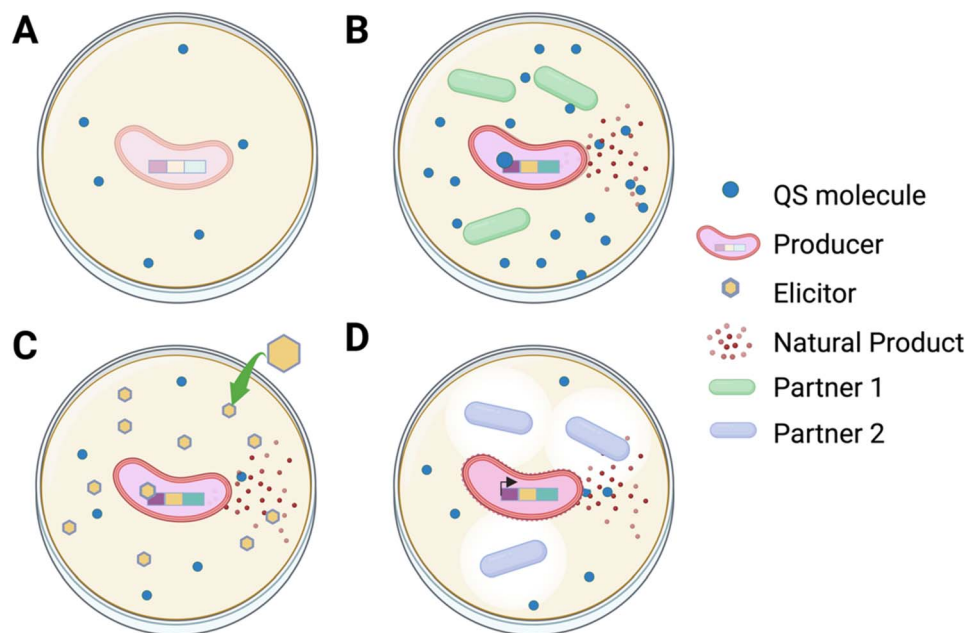 A
B
QS molecule
Producer
Elicitor
Natural Product
Partner 1
Partner 2
C
D